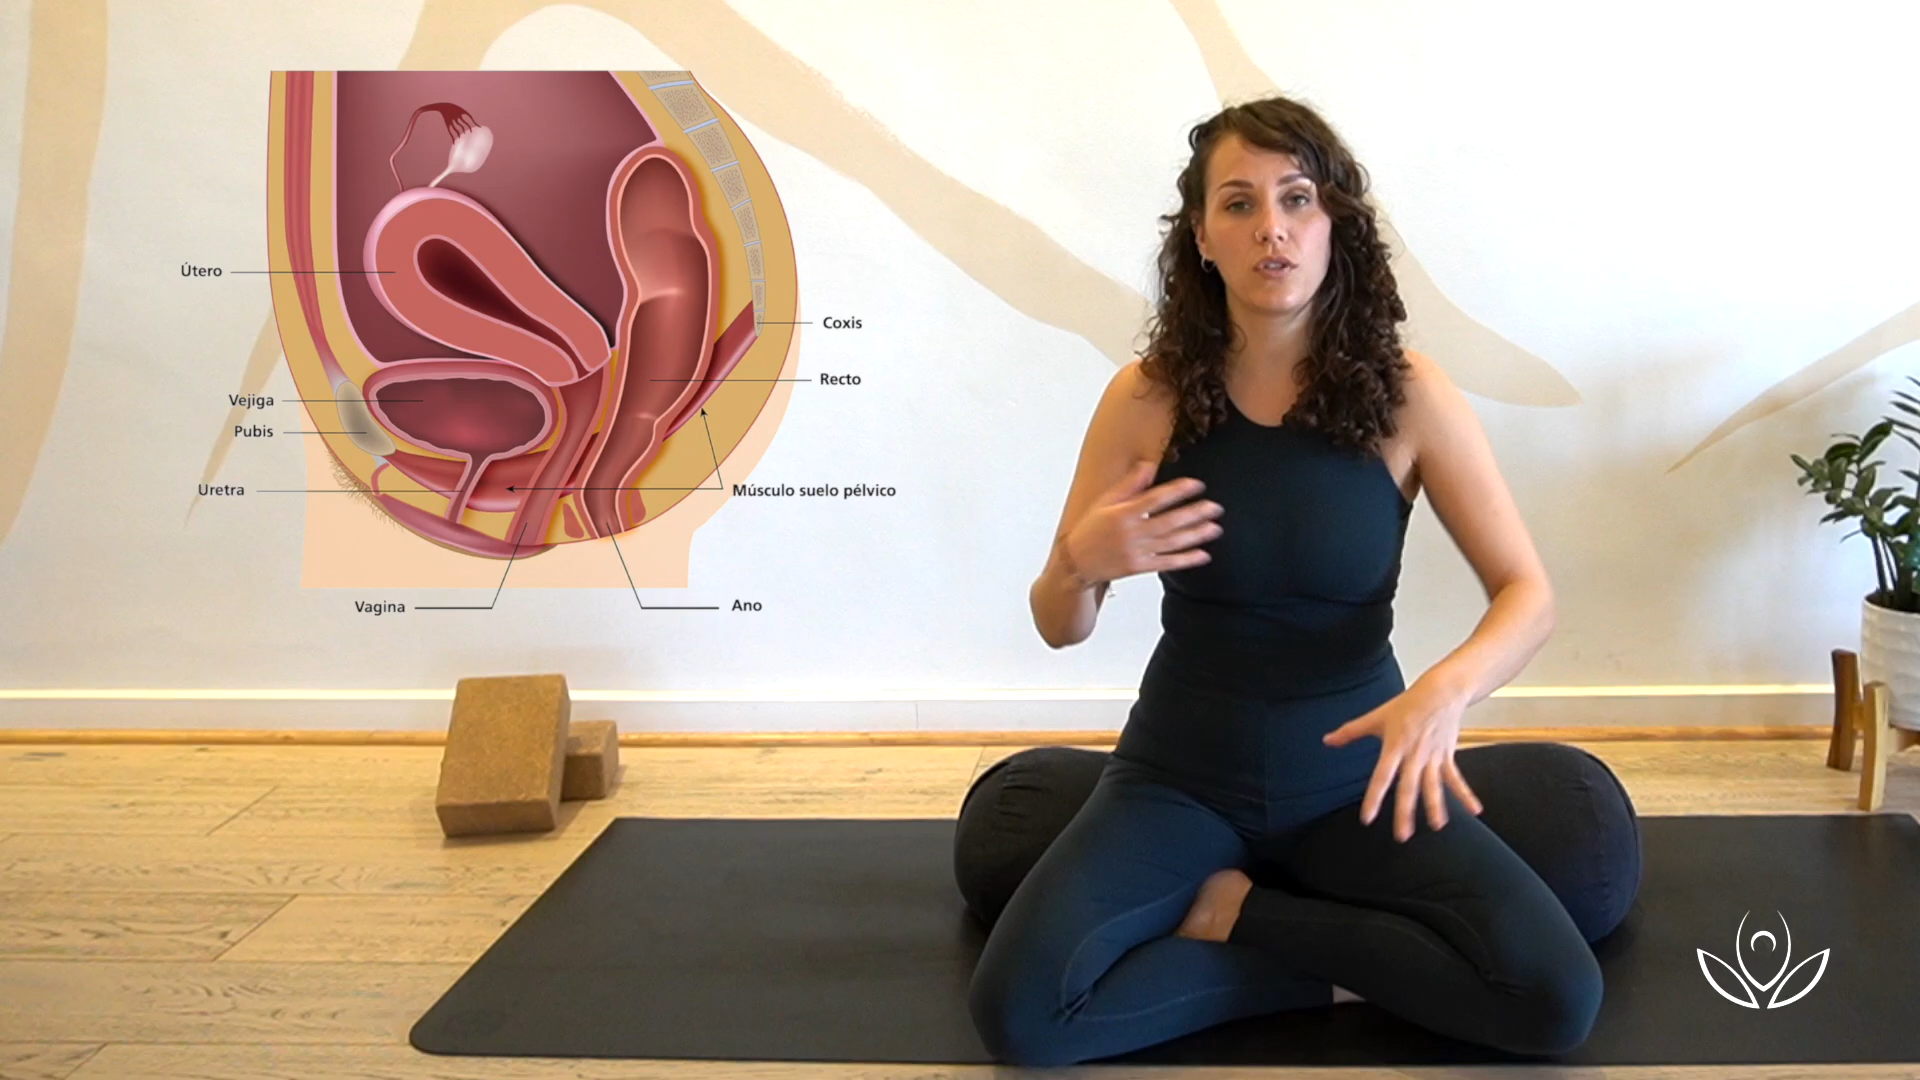 Útero
Coxis
Recto
Vejiga
Pubis
Uretra
Músculo suelo pélvico
Vagina
Ano